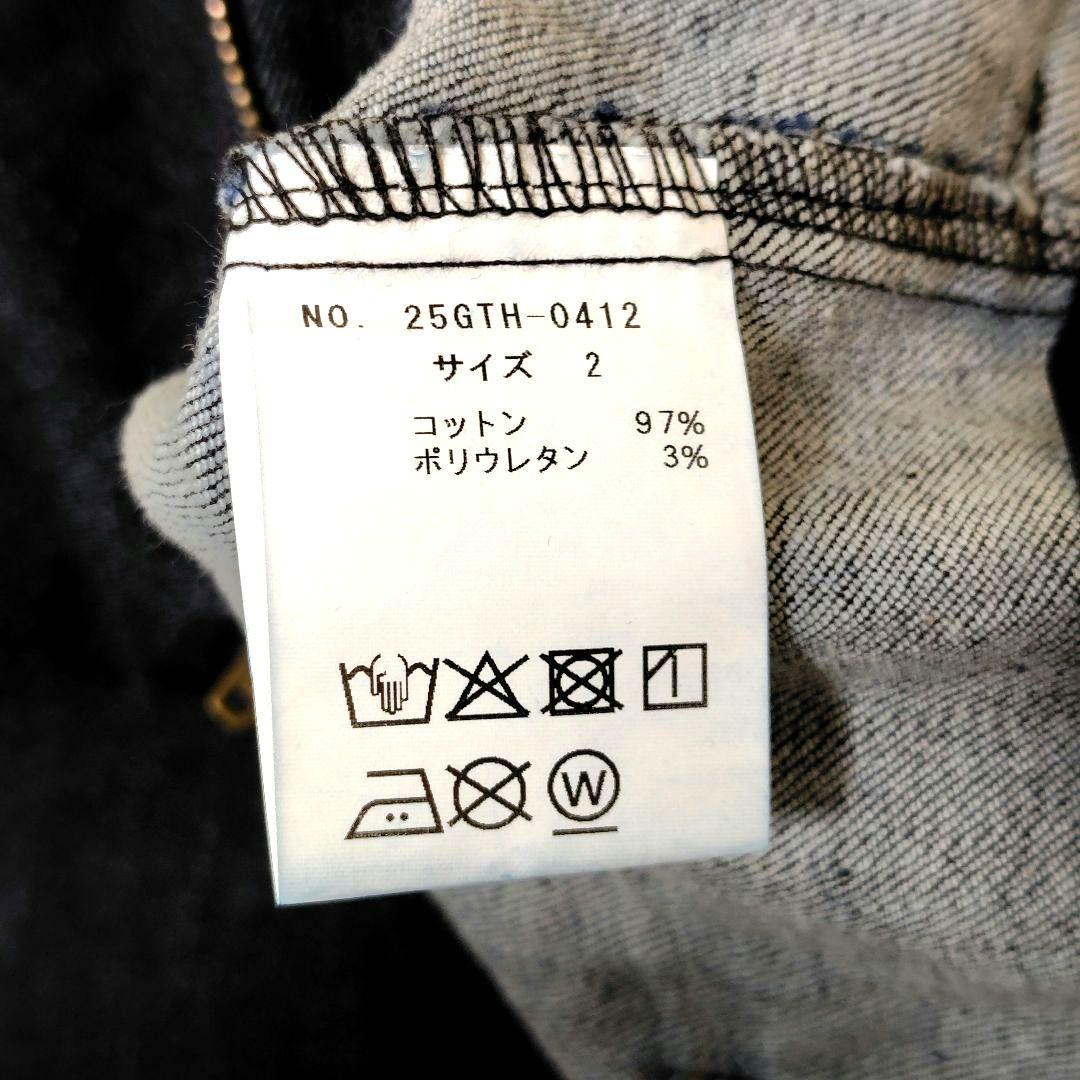 NO. 25GTH-0412
サイズ 2
コットン 97%
ポリウレタン 3%
W